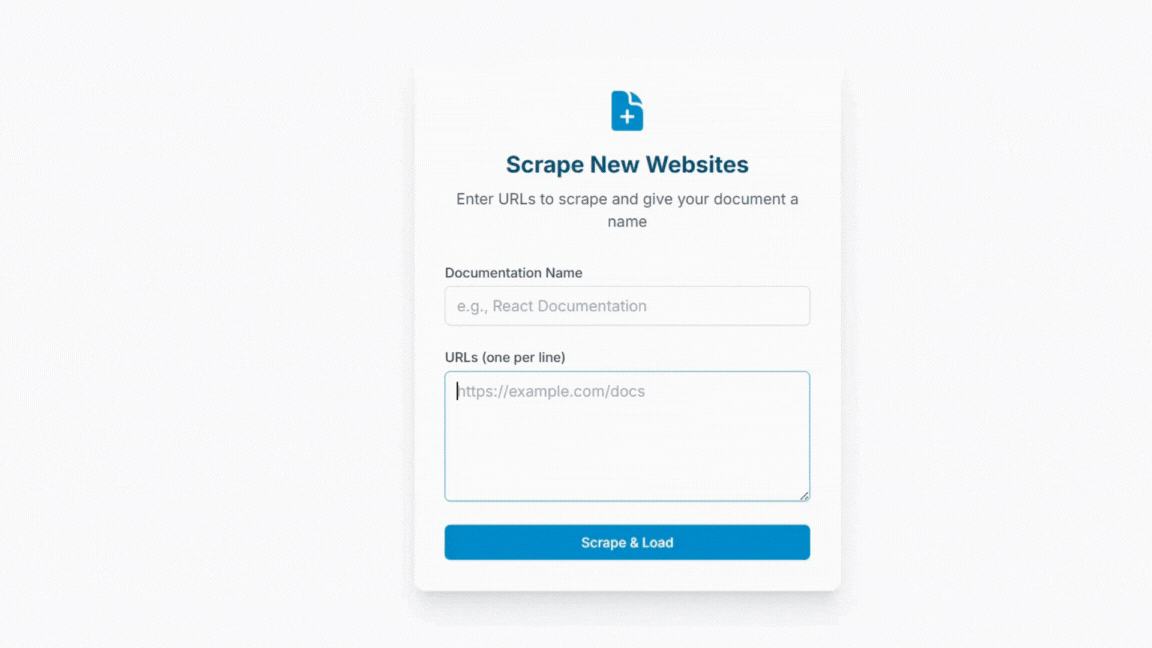 Scrape New Websites
Enter URLs to scrape and give your document a
name
Documentation Name
e.g., React Documentation
URLs (one per line)
https://example.com/docs
Scrape & Load